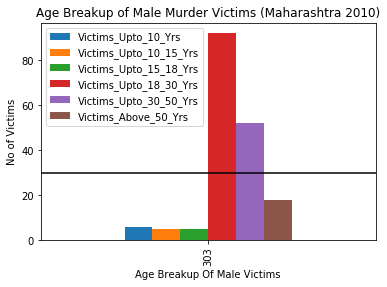 Age Breakup of Male Murder Victims (Maharashtra 2010)
Victims_Upto_10_Yrs
Victims_Upto_10_15_Yrs
Victims_Upto_15_18_Yrs
Victims_Upto_18_30_Yrs
Victims_Upto_30_50_Yrs
Victims_Above_50_Yrs
No of Victims
80
60
40
20
0
303
Age Breakup Of Male Victims